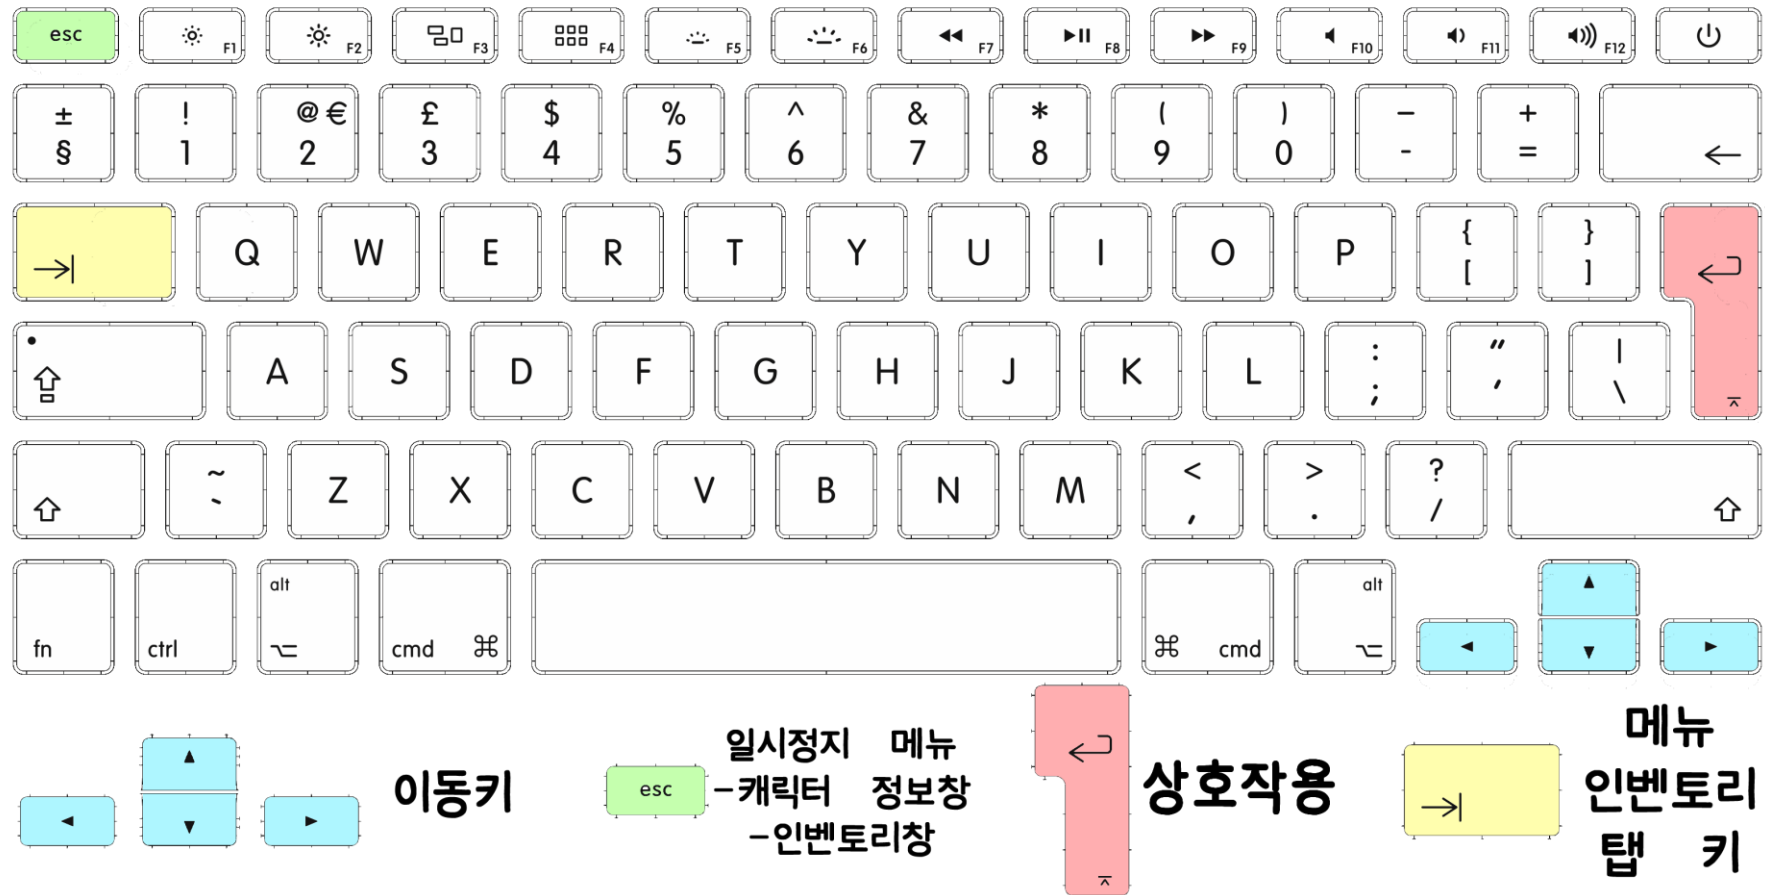 esc F1 F2 F3 F4 F5 F6 F7 F8 F9 F10 F11 F12
± ! @ € £ $ % ^ & * ( ) – +
§ 1 2 3 4 5 6 7 8 9 0 - = ←
→| Q W E R T Y U I O P { }
[ ]
A S D F G H J K L : " |
; ' \
~ Z X C V B N M < > ?
` , . /
alt alt
fn ctrl ⌥ cmd ⌘ ⌘ cmd ⌥ ◀ ▲ ▼ ▶
이동키
esc
일시정지 메뉴
-캐릭터 정보창
-인벤토리창
상호작용
메뉴
인벤토리
탭 키